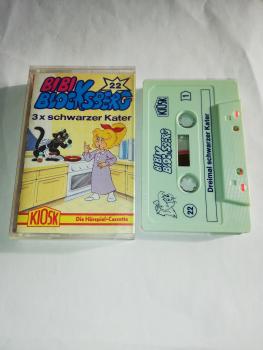 BIBI
BLOCKSBERG
22
3 x schwarzer Kater
KIOSK
Die Hörspiel-Cassette
BIBI
BLOCKSBERG
22
Dreimal schwarzer Kater
KIOSK
1